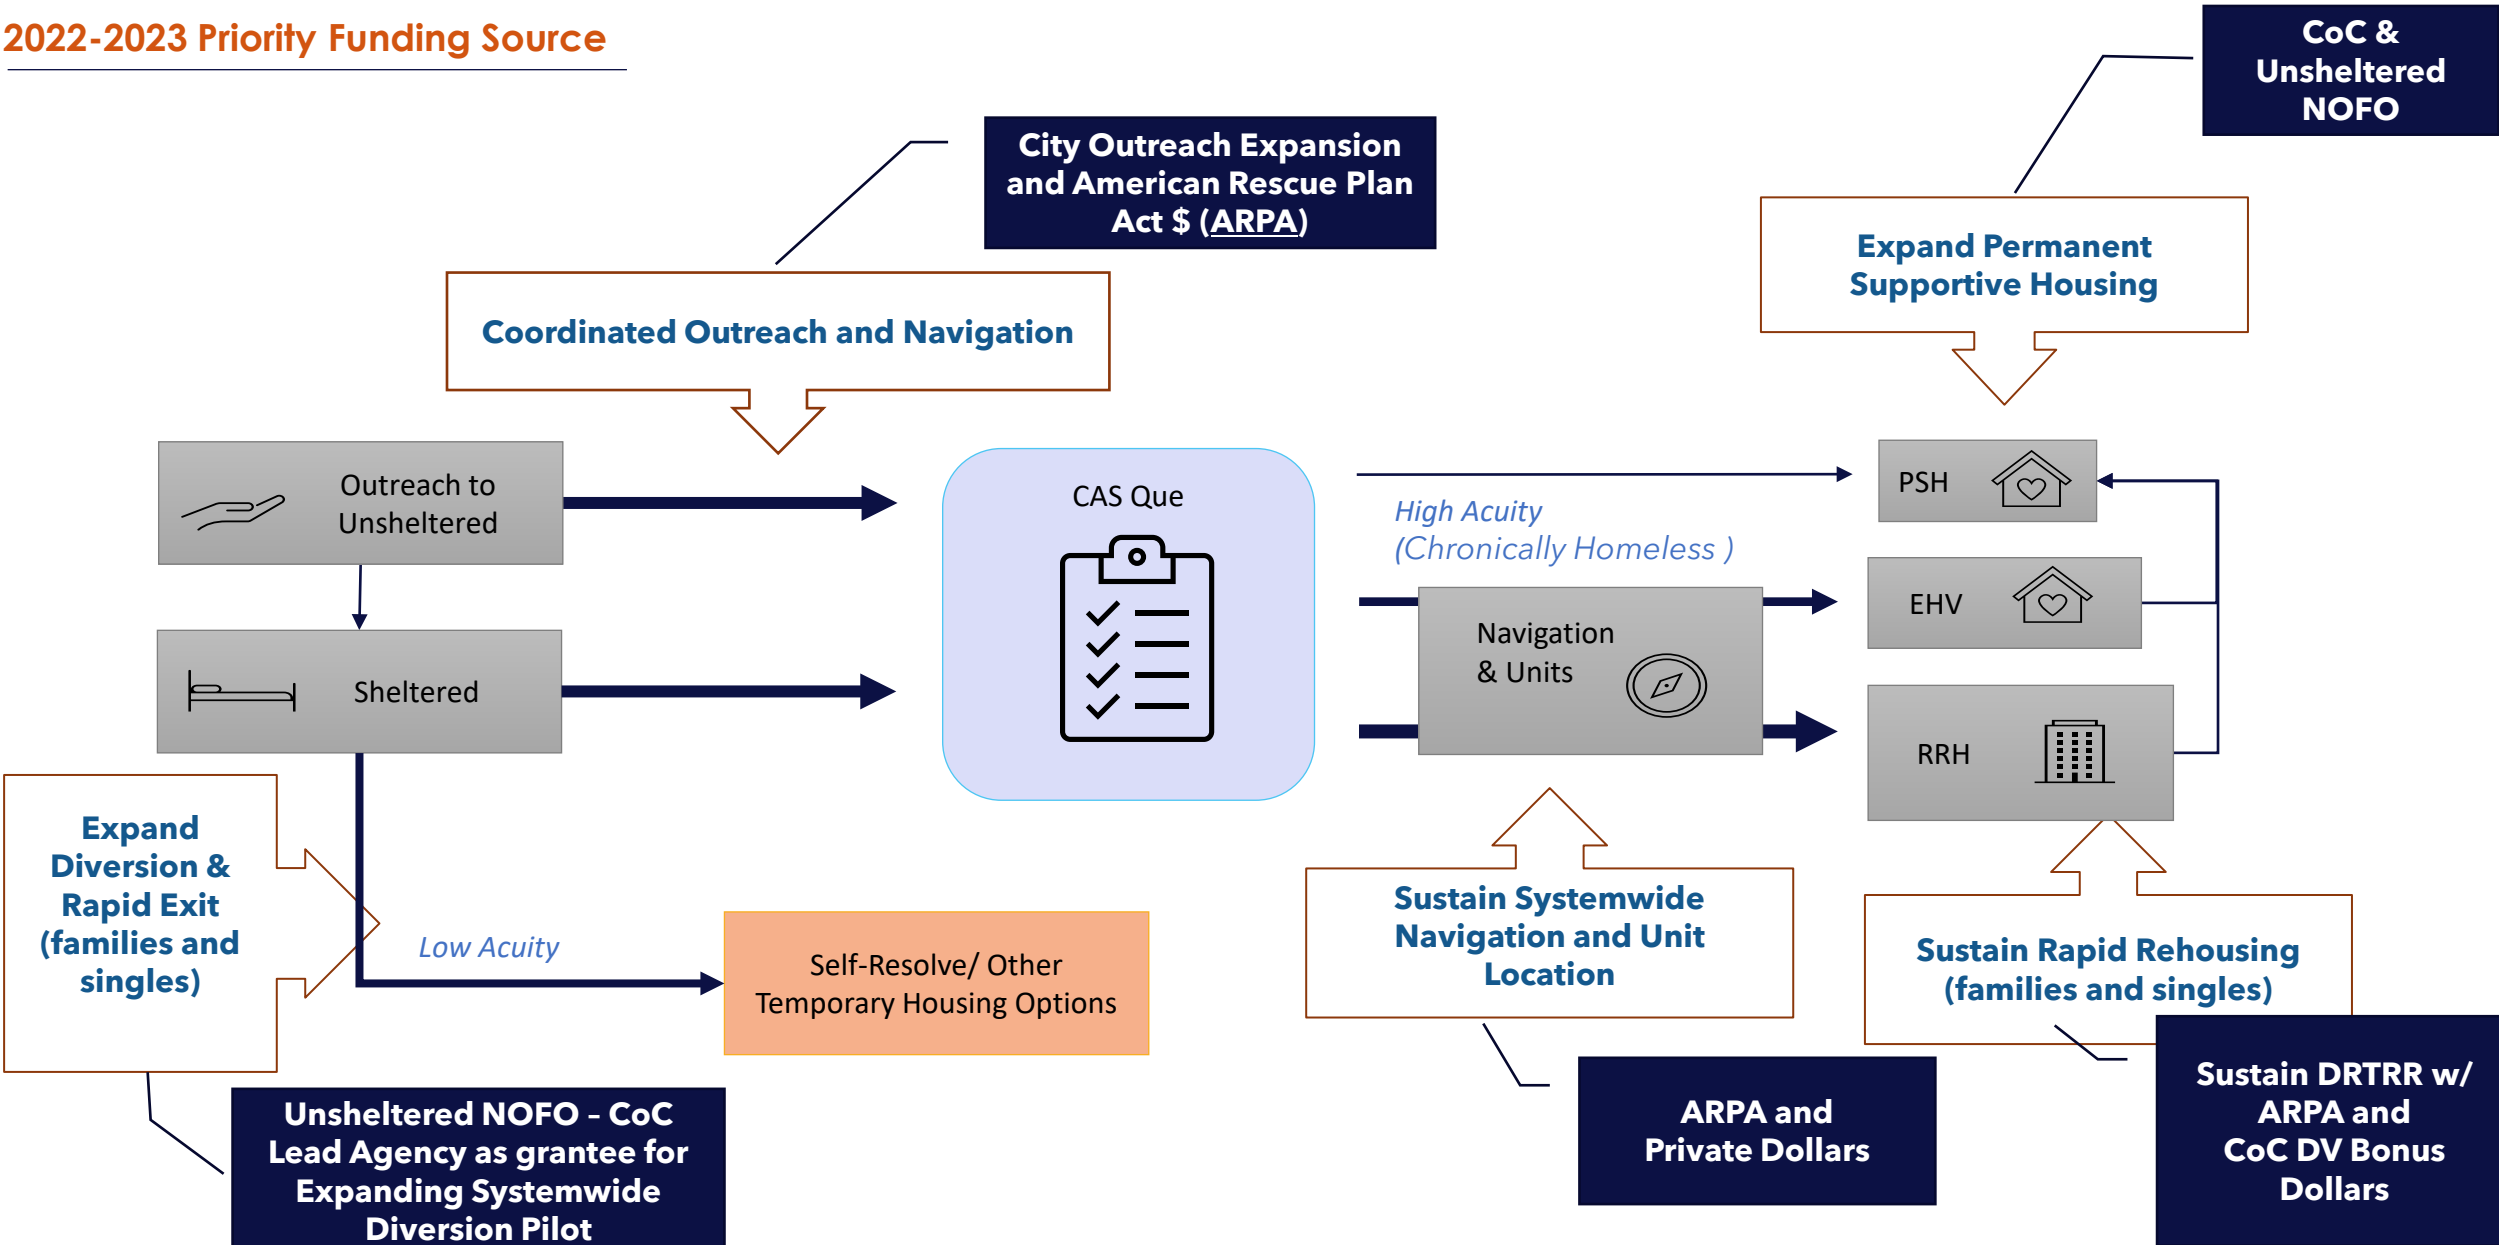 2022-2023 Priority Funding Source
CoC &
Unsheltered
NOFO
City Outreach Expansion
and American Rescue Plan
Act $ (ARPA)
Expand Permanent
Supportive Housing
Coordinated Outreach and Navigation
Outreach to
Unsheltered
CAS Que
High Acuity
(Chronically Homeless )
PSH
EHV
Navigation
& Units
Sheltered
RRH
Expand
Diversion &
Rapid Exit
(families and
singles)
Low Acuity
Self-Resolve/ Other
Temporary Housing Options
Sustain Systemwide
Navigation and Unit
Location
Sustain Rapid Rehousing
(families and singles)
Unsheltered NOFO – CoC
Lead Agency as grantee for
Expanding Systemwide
Diversion Pilot
ARPA and
Private Dollars
Sustain DRTRR w/
ARPA and
CoC DV Bonus
Dollars